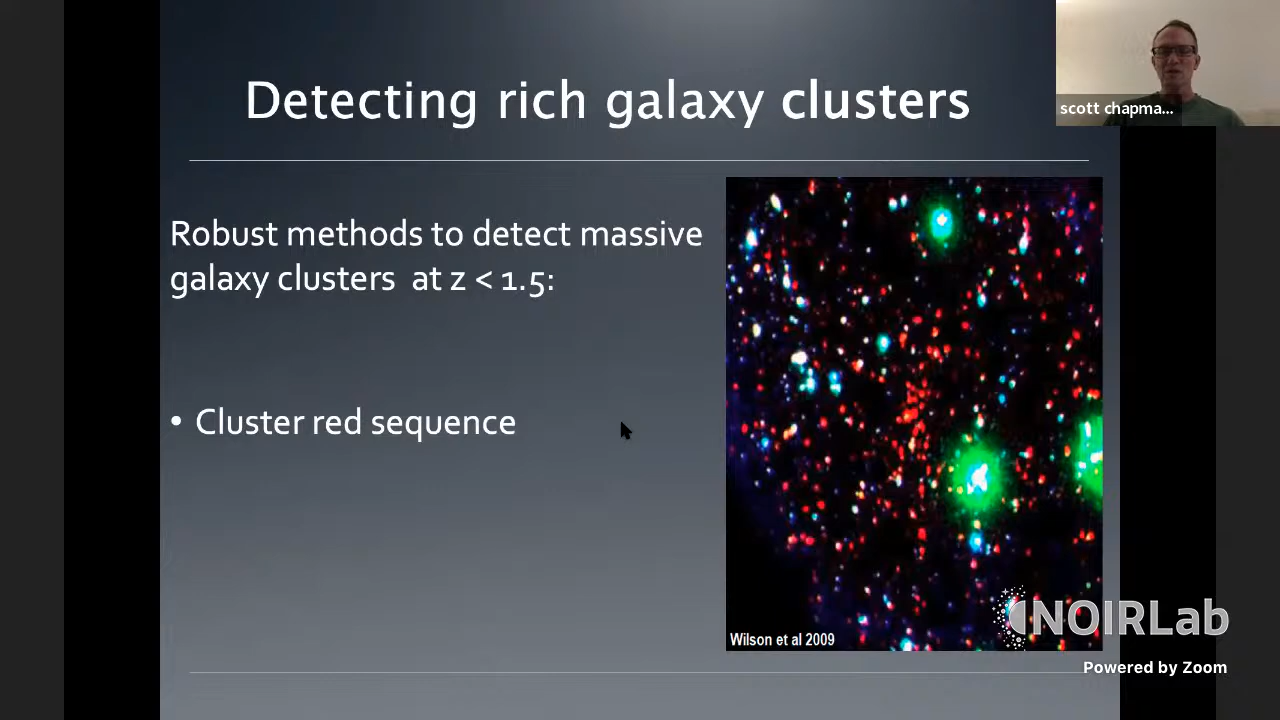 Detecting rich galaxy clusters
scott chapma...
Robust methods to detect massive
galaxy clusters at z < 1.5:
• Cluster red sequence
Wilson et al 2009
NOIRLab
Powered by Zoom